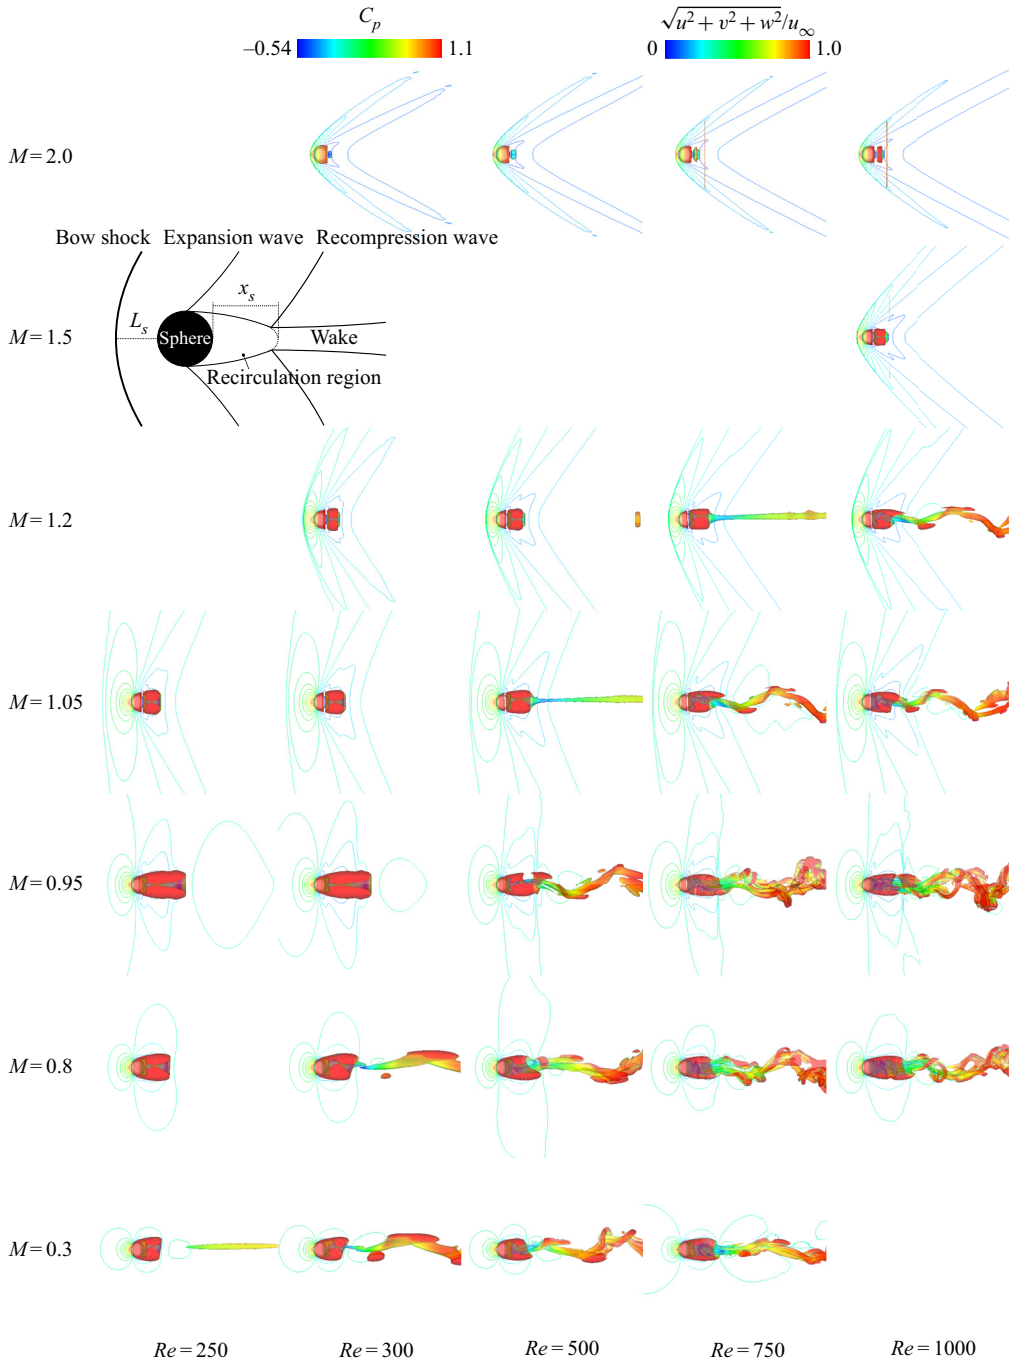 C_p
−0.54 1.1
√u² + v² + w²/u_∞
0 1.0
M = 2.0
Bow shock Expansion wave Recompression wave
x_s
L_s
M = 1.5
Sphere
Wake
Recirculation region
M = 1.2
M = 1.05
M = 0.95
M = 0.8
M = 0.3
Re = 250 Re = 300 Re = 500 Re = 750 Re = 1000